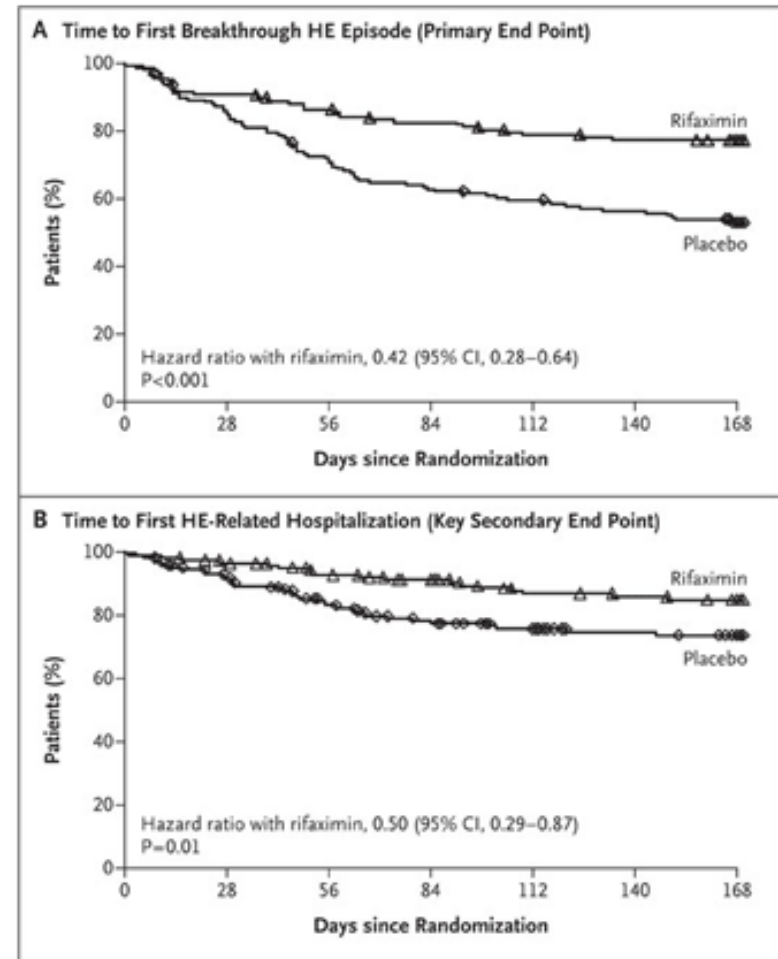 A Time to First Breakthrough HE Episode (Primary End Point)
100
80
60
40
20
0
Patients (%)
Rifaximin
Placebo
Hazard ratio with rifaximin, 0.42 (95% CI, 0.28–0.64)
P<0.001
0 28 56 84 112 140 168
Days since Randomization
B Time to First HE-Related Hospitalization (Key Secondary End Point)
100
80
60
40
20
0
Patients (%)
Rifaximin
Placebo
Hazard ratio with rifaximin, 0.50 (95% CI, 0.29–0.87)
P=0.01
0 28 56 84 112 140 168
Days since Randomization